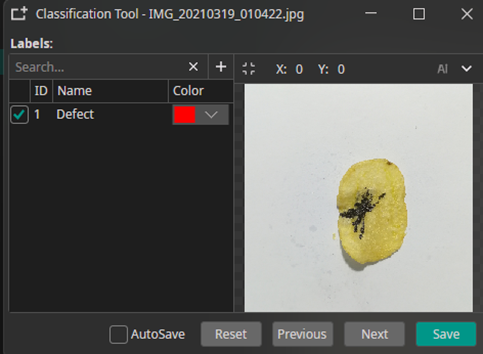 Classification Tool - IMG_20210319_010422.jpg
Labels:
Search...
X: 0 Y: 0
AI
ID Name Color
1 Defect
AutoSave Reset Previous Next Save